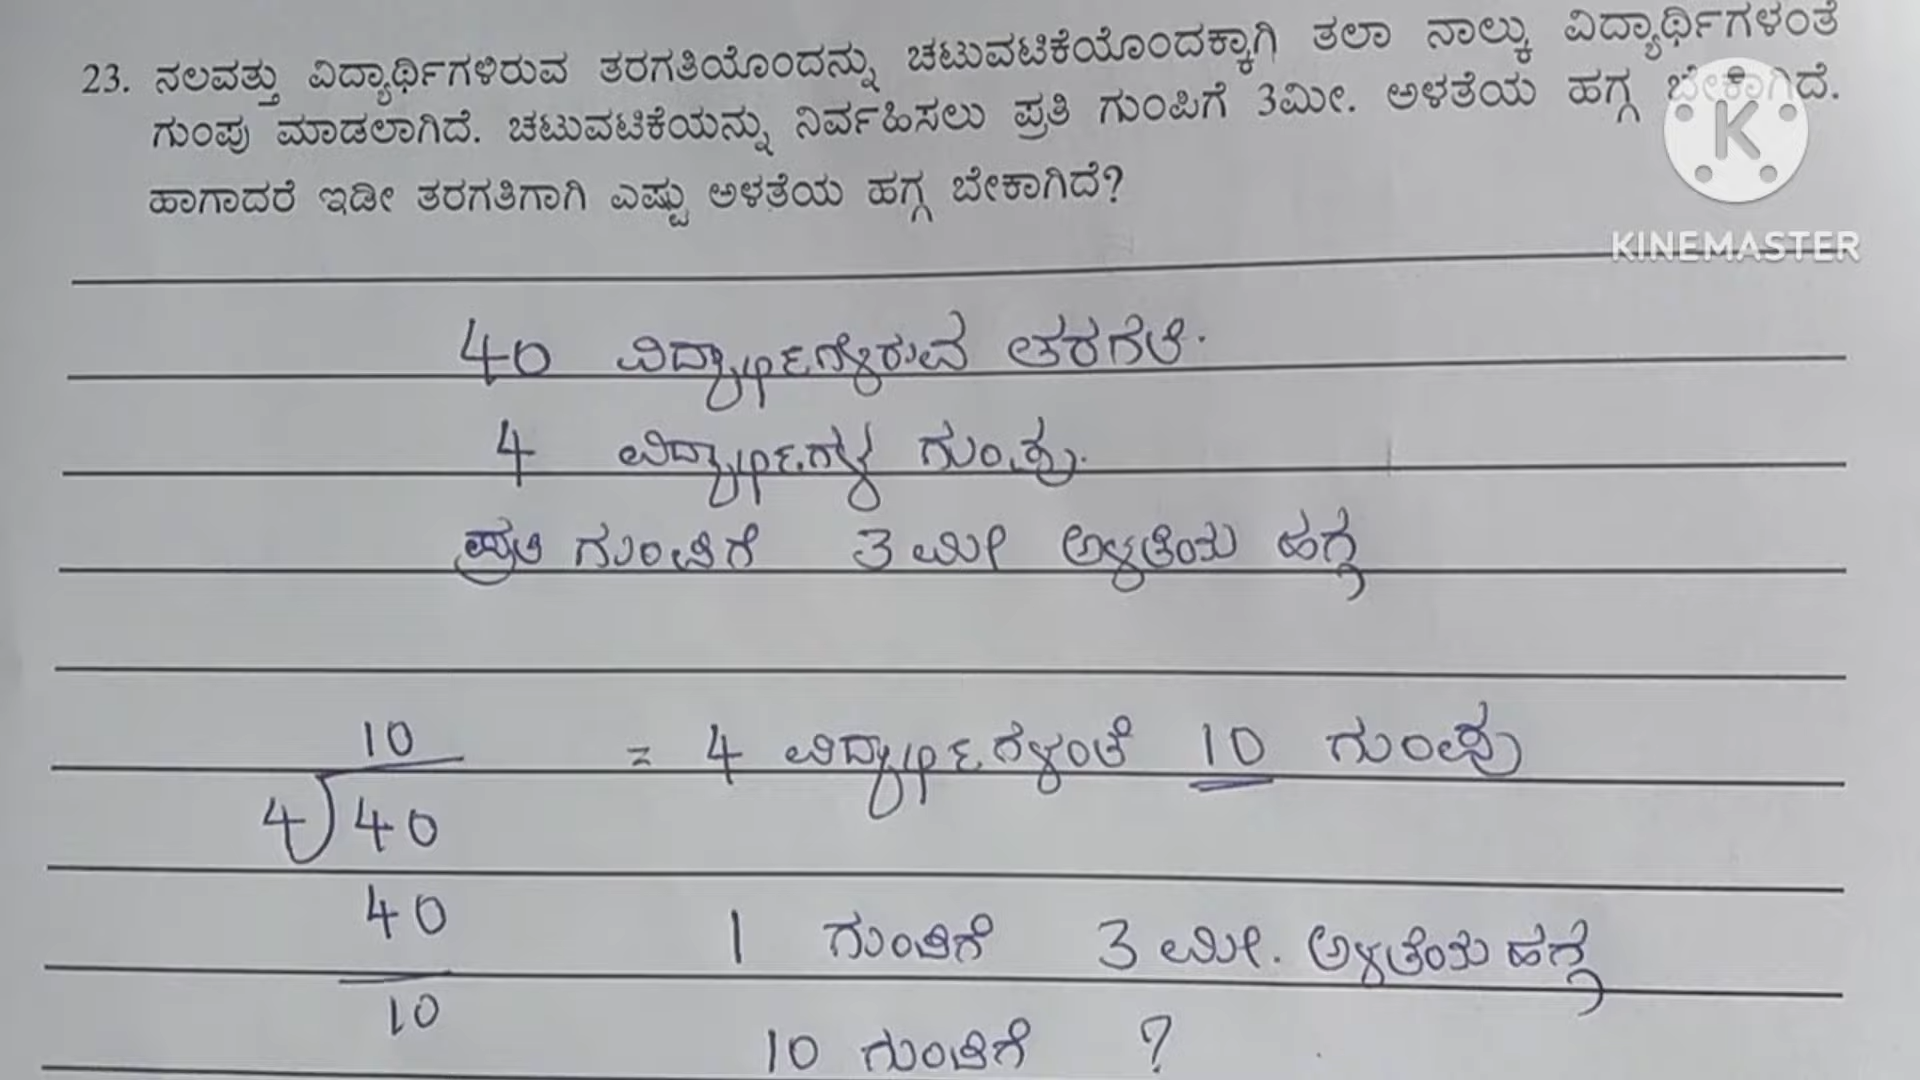 23. ನಲವತ್ತು ವಿದ್ಯಾರ್ಥಿಗಳಿರುವ ತರಗತಿಯೊಂದನ್ನು ಚಟುವಟಿಕೆಯೊಂದಕ್ಕಾಗಿ ತಲಾ ನಾಲ್ಕು ವಿದ್ಯಾರ್ಥಿಗಳಂತೆ
ಗುಂಪು ಮಾಡಲಾಗಿದೆ. ಚಟುವಟಿಕೆಯನ್ನು ನಿರ್ವಹಿಸಲು ಪ್ರತಿ ಗುಂಪಿಗೆ 3ಮೀ. ಅಳತೆಯ ಹಗ್ಗ ಬೇಕಾಗಿದೆ.
ಹಾಗಾದರೆ ಇಡೀ ತರಗತಿಗಾಗಿ ಎಷ್ಟು ಅಳತೆಯ ಹಗ್ಗ ಬೇಕಾಗಿದೆ?
K
KINEMASTER
40 ವಿದ್ಯಾರ್ಥಿಗಳಿರುವ ತರಗತಿ.
4 ವಿದ್ಯಾರ್ಥಿಗಳ ಗುಂಪು.
ಪ್ರತಿ ಗುಂಪಿಗೆ 3 ಮೀ ಅಳತೆಯ ಹಗ್ಗ
10 = 4 ವಿದ್ಯಾರ್ಥಿಗಳಂತೆ 10 ಗುಂಪು
4) 40
40 1 ಗುಂಪಿಗೆ 3 ಮೀ. ಅಳತೆಯ ಹಗ್ಗ
10 10 ಗುಂಪಿಗೆ ?